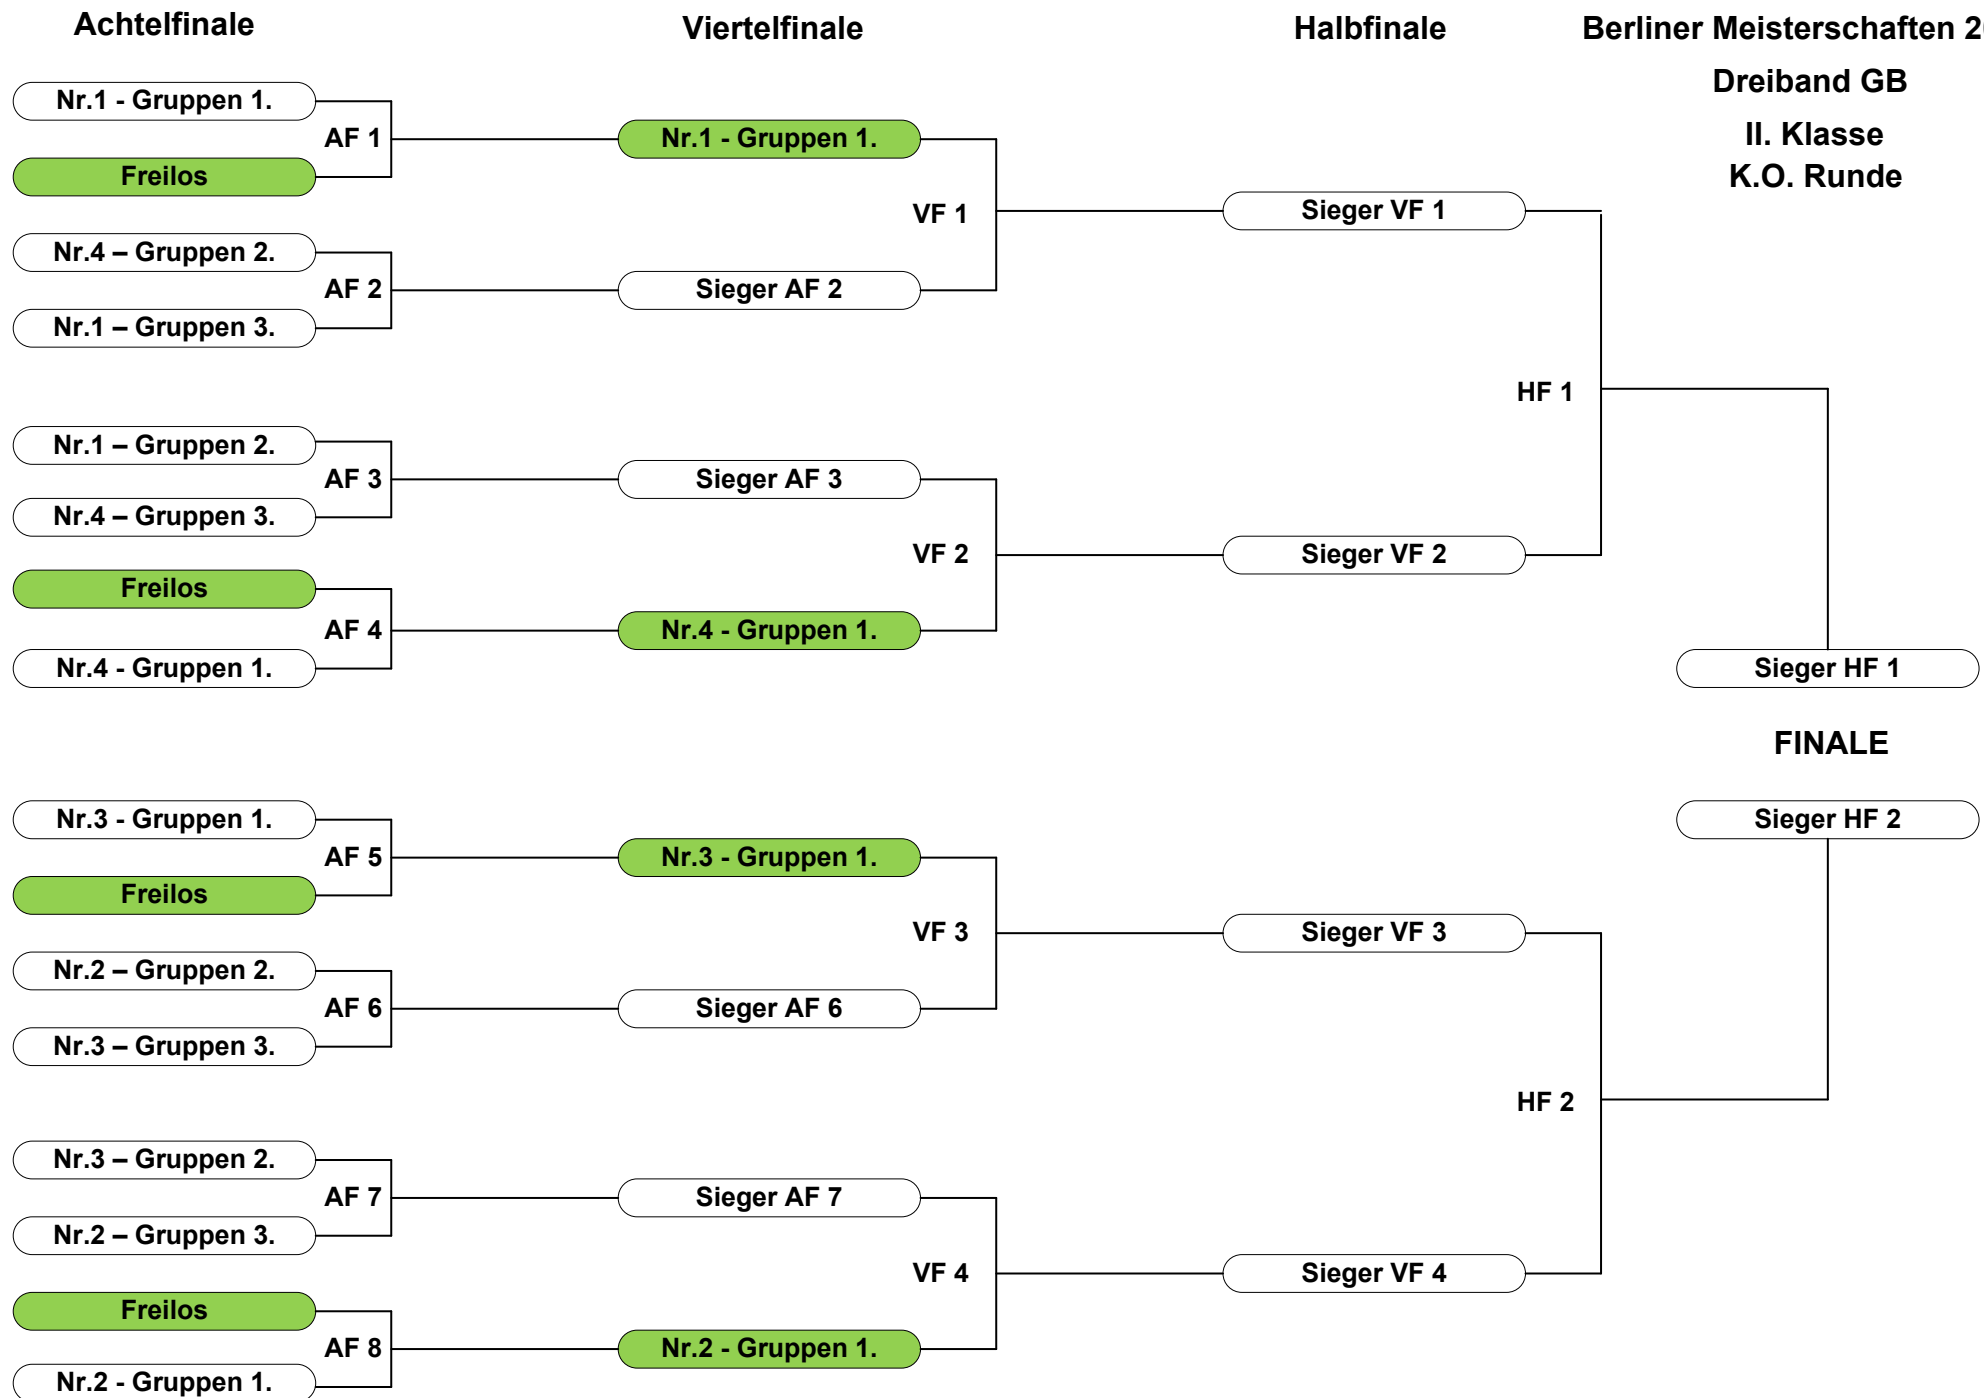 Achtelfinale
Viertelfinale
Halbfinale
Berliner Meisterschaften
Dreiband GB
II. Klasse
K.O. Runde
Nr.1 - Gruppen 1.
AF 1
Freilos
Nr.4 – Gruppen 2.
AF 2
Nr.1 – Gruppen 3.
Nr.1 – Gruppen 2.
AF 3
Nr.4 – Gruppen 3.
Freilos
AF 4
Nr.4 - Gruppen 1.
Nr.3 - Gruppen 1.
AF 5
Freilos
Nr.2 – Gruppen 2.
AF 6
Nr.3 – Gruppen 3.
Nr.3 – Gruppen 2.
AF 7
Nr.2 – Gruppen 3.
Freilos
AF 8
Nr.2 - Gruppen 1.
Nr.1 - Gruppen 1.
VF 1
Sieger AF 2
Sieger AF 3
VF 2
Nr.4 - Gruppen 1.
Nr.3 - Gruppen 1.
VF 3
Sieger AF 6
Sieger AF 7
VF 4
Nr.2 - Gruppen 1.
Sieger VF 1
HF 1
Sieger VF 2
Sieger VF 3
HF 2
Sieger VF 4
Sieger HF 1
FINALE
Sieger HF 2